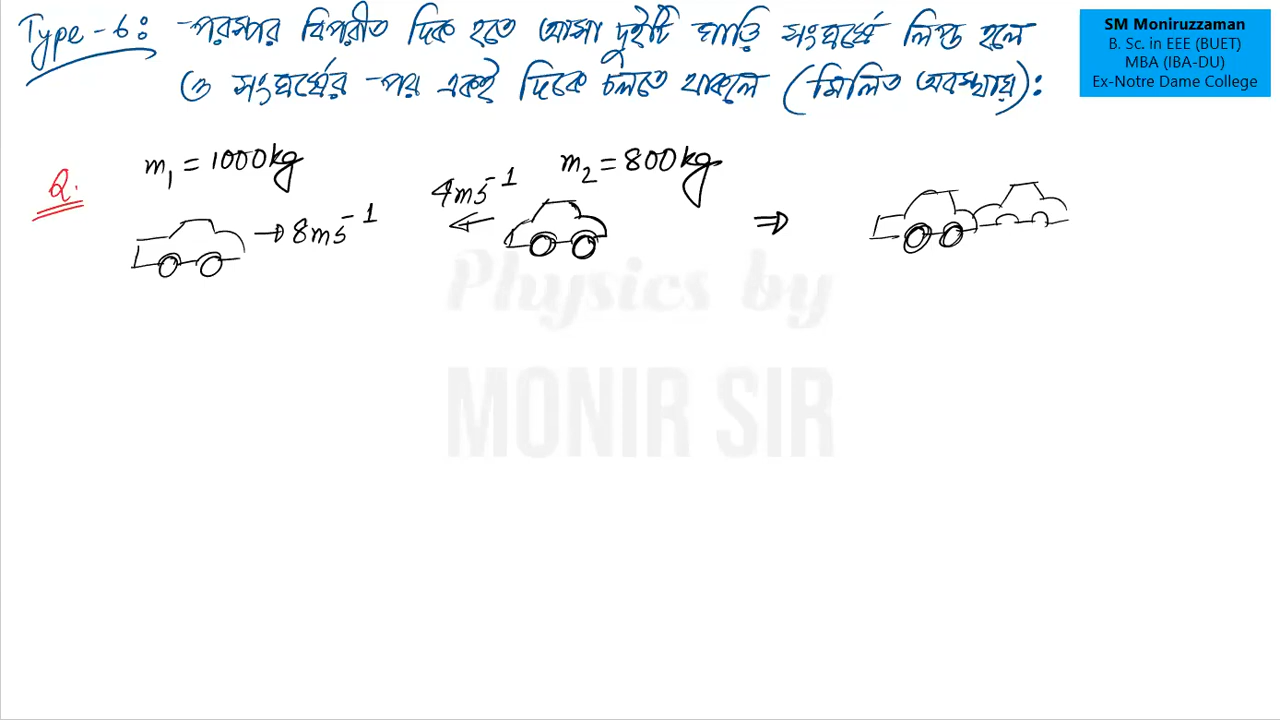 Type-6: পরস্পর বিপরীত দিক হতে আসা দুইটি গাড়ি সংঘর্ষে লিপ্ত হলে
ও সংঘর্ষের পর একই দিকে চলতে থাকলে (মিলিত অবস্থায়):
SM Moniruzzaman
B. Sc. in EEE (BUET)
MBA (IBA-DU)
Ex-Notre Dame College
Q.
m₁ = 1000kg
→ 8ms⁻¹
4ms⁻¹
←
m₂ = 800kg
⇒
Physics by
MONIR SIR